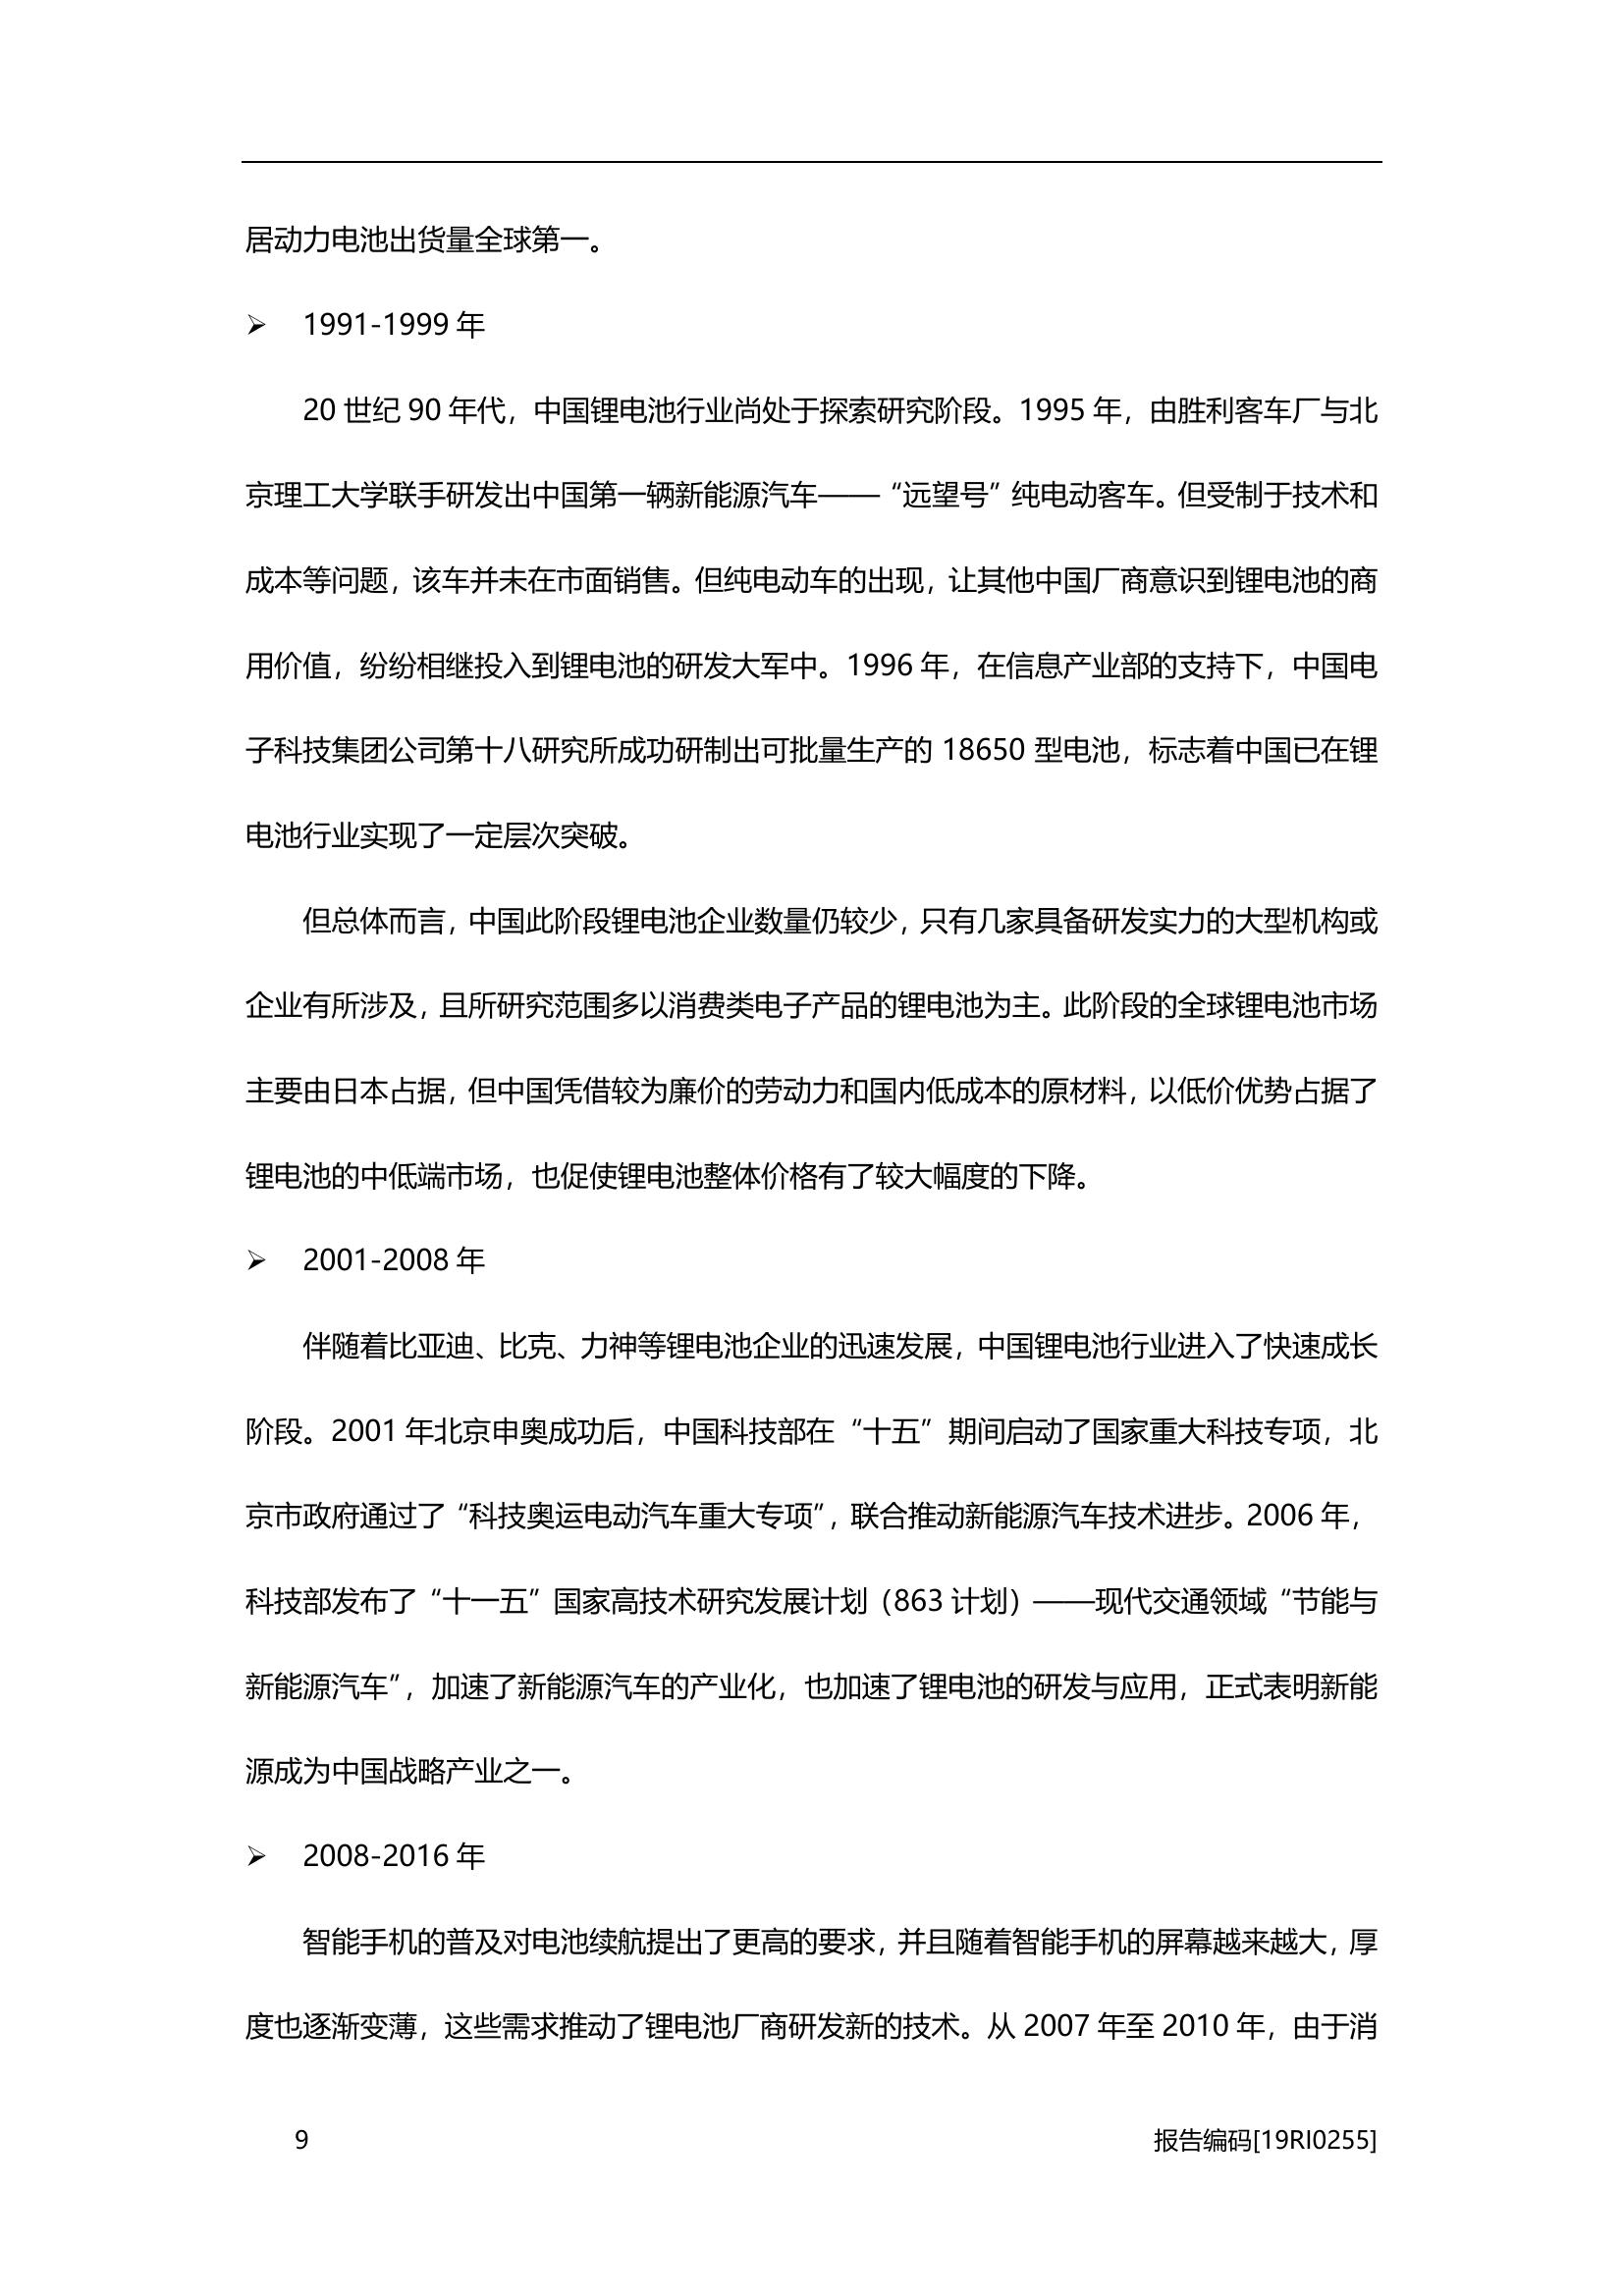 居动力电池出货量全球第一。
➢ 1991-1999 年
20 世纪 90 年代，中国锂电池行业尚处于探索研究阶段。1995 年，由胜利客车厂与北
京理工大学联手研发出中国第一辆新能源汽车——“远望号”纯电动客车。但受制于技术和
成本等问题，该车并未在市面销售。但纯电动车的出现，让其他中国厂商意识到锂电池的商
用价值，纷纷相继投入到锂电池的研发大军中。1996 年，在信息产业部的支持下，中国电
子科技集团公司第十八研究所成功研制出可批量生产的 18650 型电池，标志着中国已在锂
电池行业实现了一定层次突破。
但总体而言，中国此阶段锂电池企业数量仍较少，只有几家具备研发实力的大型机构或
企业有所涉及，且所研究范围多以消费类电子产品的锂电池为主。此阶段的全球锂电池市场
主要由日本占据，但中国凭借较为廉价的劳动力和国内低成本的原材料，以低价优势占据了
锂电池的中低端市场，也促使锂电池整体价格有了较大幅度的下降。
➢ 2001-2008 年
伴随着比亚迪、比克、力神等锂电池企业的迅速发展，中国锂电池行业进入了快速成长
阶段。2001 年北京申奥成功后，中国科技部在“十五”期间启动了国家重大科技专项，北
京市政府通过了“科技奥运电动汽车重大专项”，联合推动新能源汽车技术进步。2006 年，
科技部发布了“十一五”国家高技术研究发展计划（863 计划）——现代交通领域“节能与
新能源汽车”，加速了新能源汽车的产业化，也加速了锂电池的研发与应用，正式表明新能
源成为中国战略产业之一。
➢ 2008-2016 年
智能手机的普及对电池续航提出了更高的要求，并且随着智能手机的屏幕越来越大，厚
度也逐渐变薄，这些需求推动了锂电池厂商研发新的技术。从 2007 年至 2010 年，由于消
9 报告编码[19RI0255]